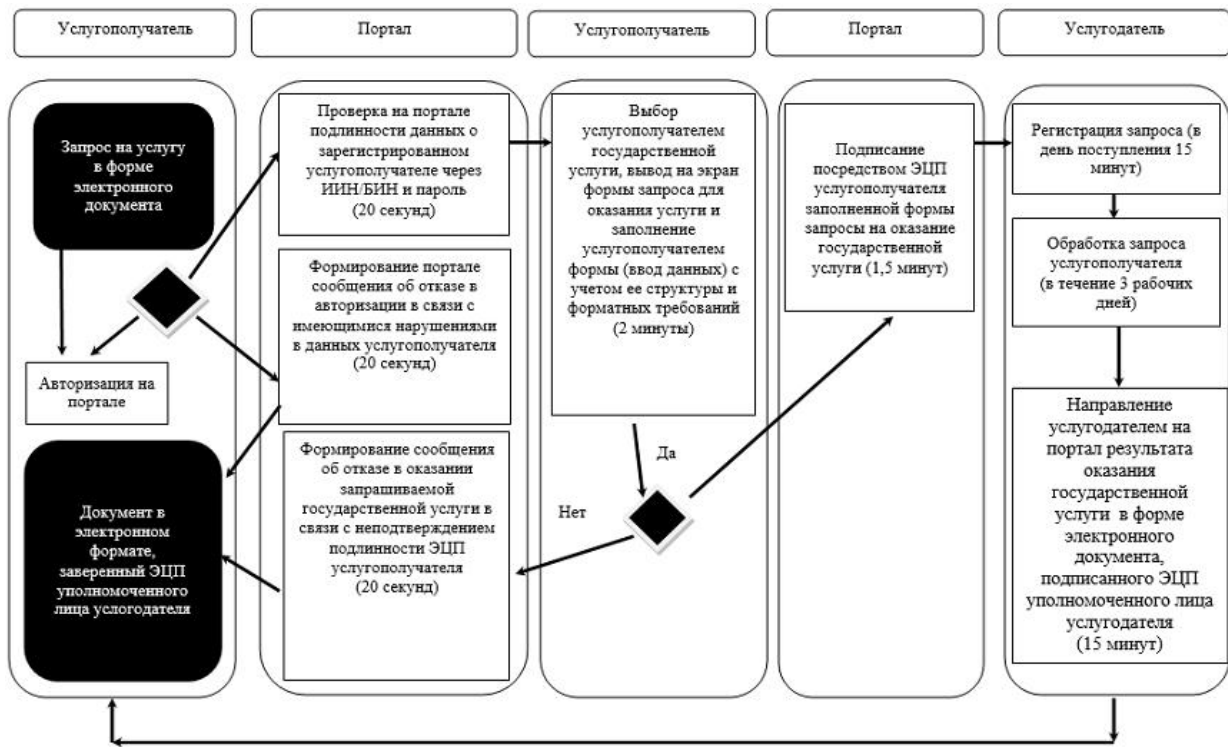 Услугополучатель
Портал
Услугополучатель
Портал
Услугодатель
Запрос на услугу
в форме
электронного
документа
Авторизация на
портале
Документ в
электронном
формате,
заверенный ЭЦП
уполномоченного
лица услогодателя
Проверка на портале
подлинности данных о
зарегистрированном
услугополучателе через
ИИН/БИН и пароль
(20 секунд)
Формирование портале
сообщения об отказе в
авторизации в связи с
имеющимися нарушениями
в данных услугополучателя
(20 секунд)
Формирование сообщения
об отказе в оказании
запрашиваемой
государственной услуги в
связи с неподтверждением
подлинности ЭЦП
услугополучателя
(20 секунд)
Выбор
услугополучателем
государственной
услуги, вывод на экран
формы запроса для
оказания услуги и
заполнение
услугополучателем
формы (ввод данных) с
учетом ее структуры и
форматных требований
(2 минуты)
Да
Нет
Подписание
посредством ЭЦП
услугополучателя
заполненной формы
запросы на оказание
государственной
услуги (1,5 минут)
Регистрация запроса (в
день поступления 15
минут)
Обработка запроса
услугополучателя
(в течение 3 рабочих
дней)
Направление
услугодателем на
портал результата
оказания
государственной
услуги в форме
электронного
документа,
подписанного ЭЦП
уполномоченного лица
услугодателя
(15 минут)